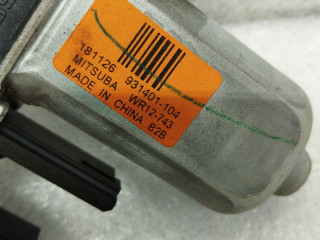 181126 931401-104
MITSUBA WR12-743
MADE IN CHINA B2B